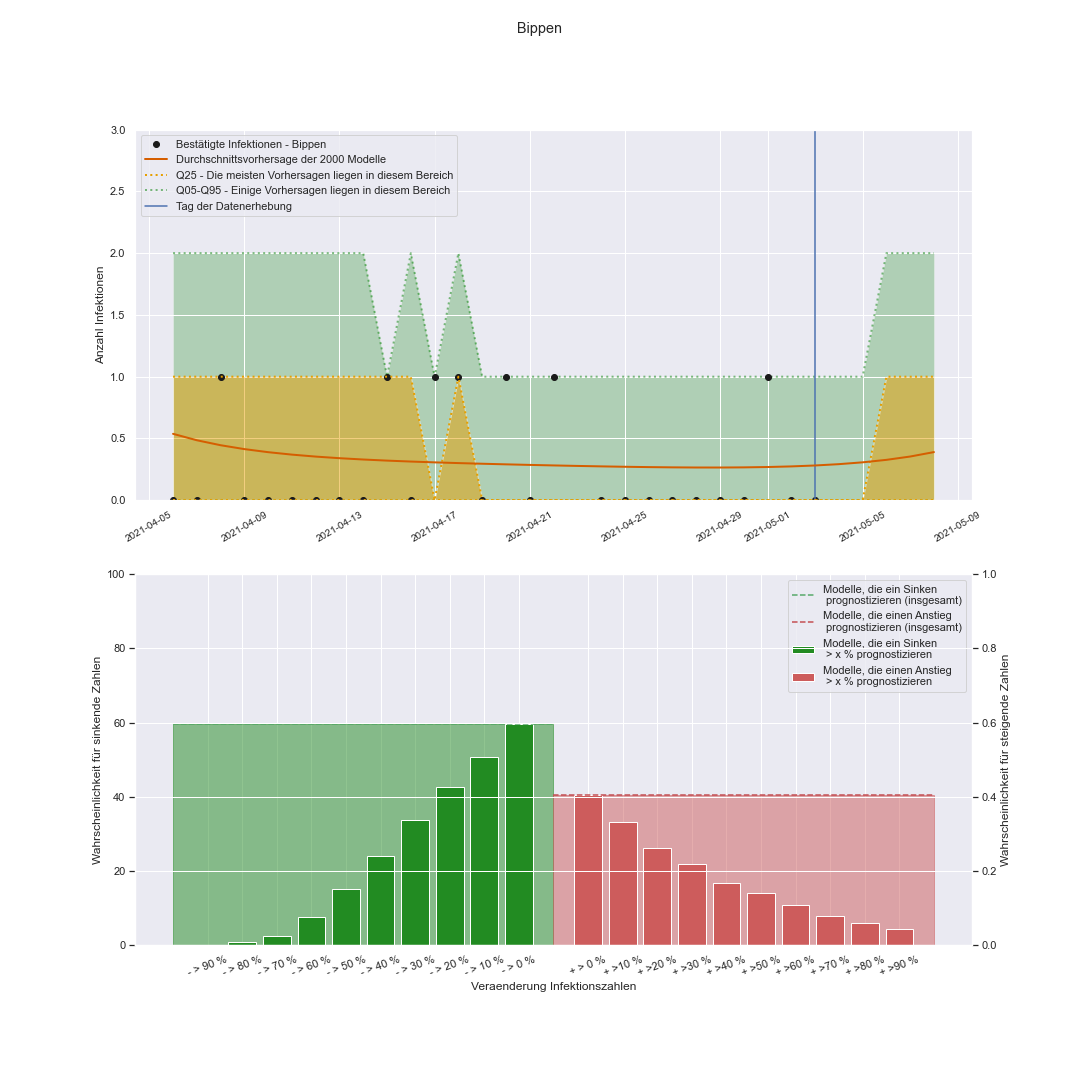 Bippen
3.0
2.5
2.0
1.5
1.0
0.5
0.0
Anzahl Infektionen
Bestätigte Infektionen - Bippen
Durchschnittsvorhersage der 2000 Modelle
Q25 - Die meisten Vorhersagen liegen in diesem Bereich
Q05-Q95 - Einige Vorhersagen liegen in diesem Bereich
Tag der Datenerhebung
2021-04-05
2021-04-09
2021-04-13
2021-04-17
2021-04-21
2021-04-25
2021-04-29
2021-05-01
2021-05-05
2021-05-09
100
80
60
40
20
0
Wahrscheinlichkeit für sinkende Zahlen
Modelle, die ein Sinken
prognostizieren (insgesamt)
Modelle, die einen Anstieg
prognostizieren (insgesamt)
Modelle, die ein Sinken
> x % prognostizieren
Modelle, die einen Anstieg
> x % prognostizieren
1.0
0.8
0.6
0.4
0.2
0.0
Wahrscheinlichkeit für steigende Zahlen
- > 90 %
- > 80 %
- > 70 %
- > 60 %
- > 50 %
- > 40 %
- > 30 %
- > 20 %
- > 10 %
- > 0 %
+ > 0 %
+ >10 %
+ >20 %
+ >30 %
+ >40 %
+ >50 %
+ >60 %
+ >70 %
+ >80 %
+ >90 %
Veraenderung Infektionszahlen